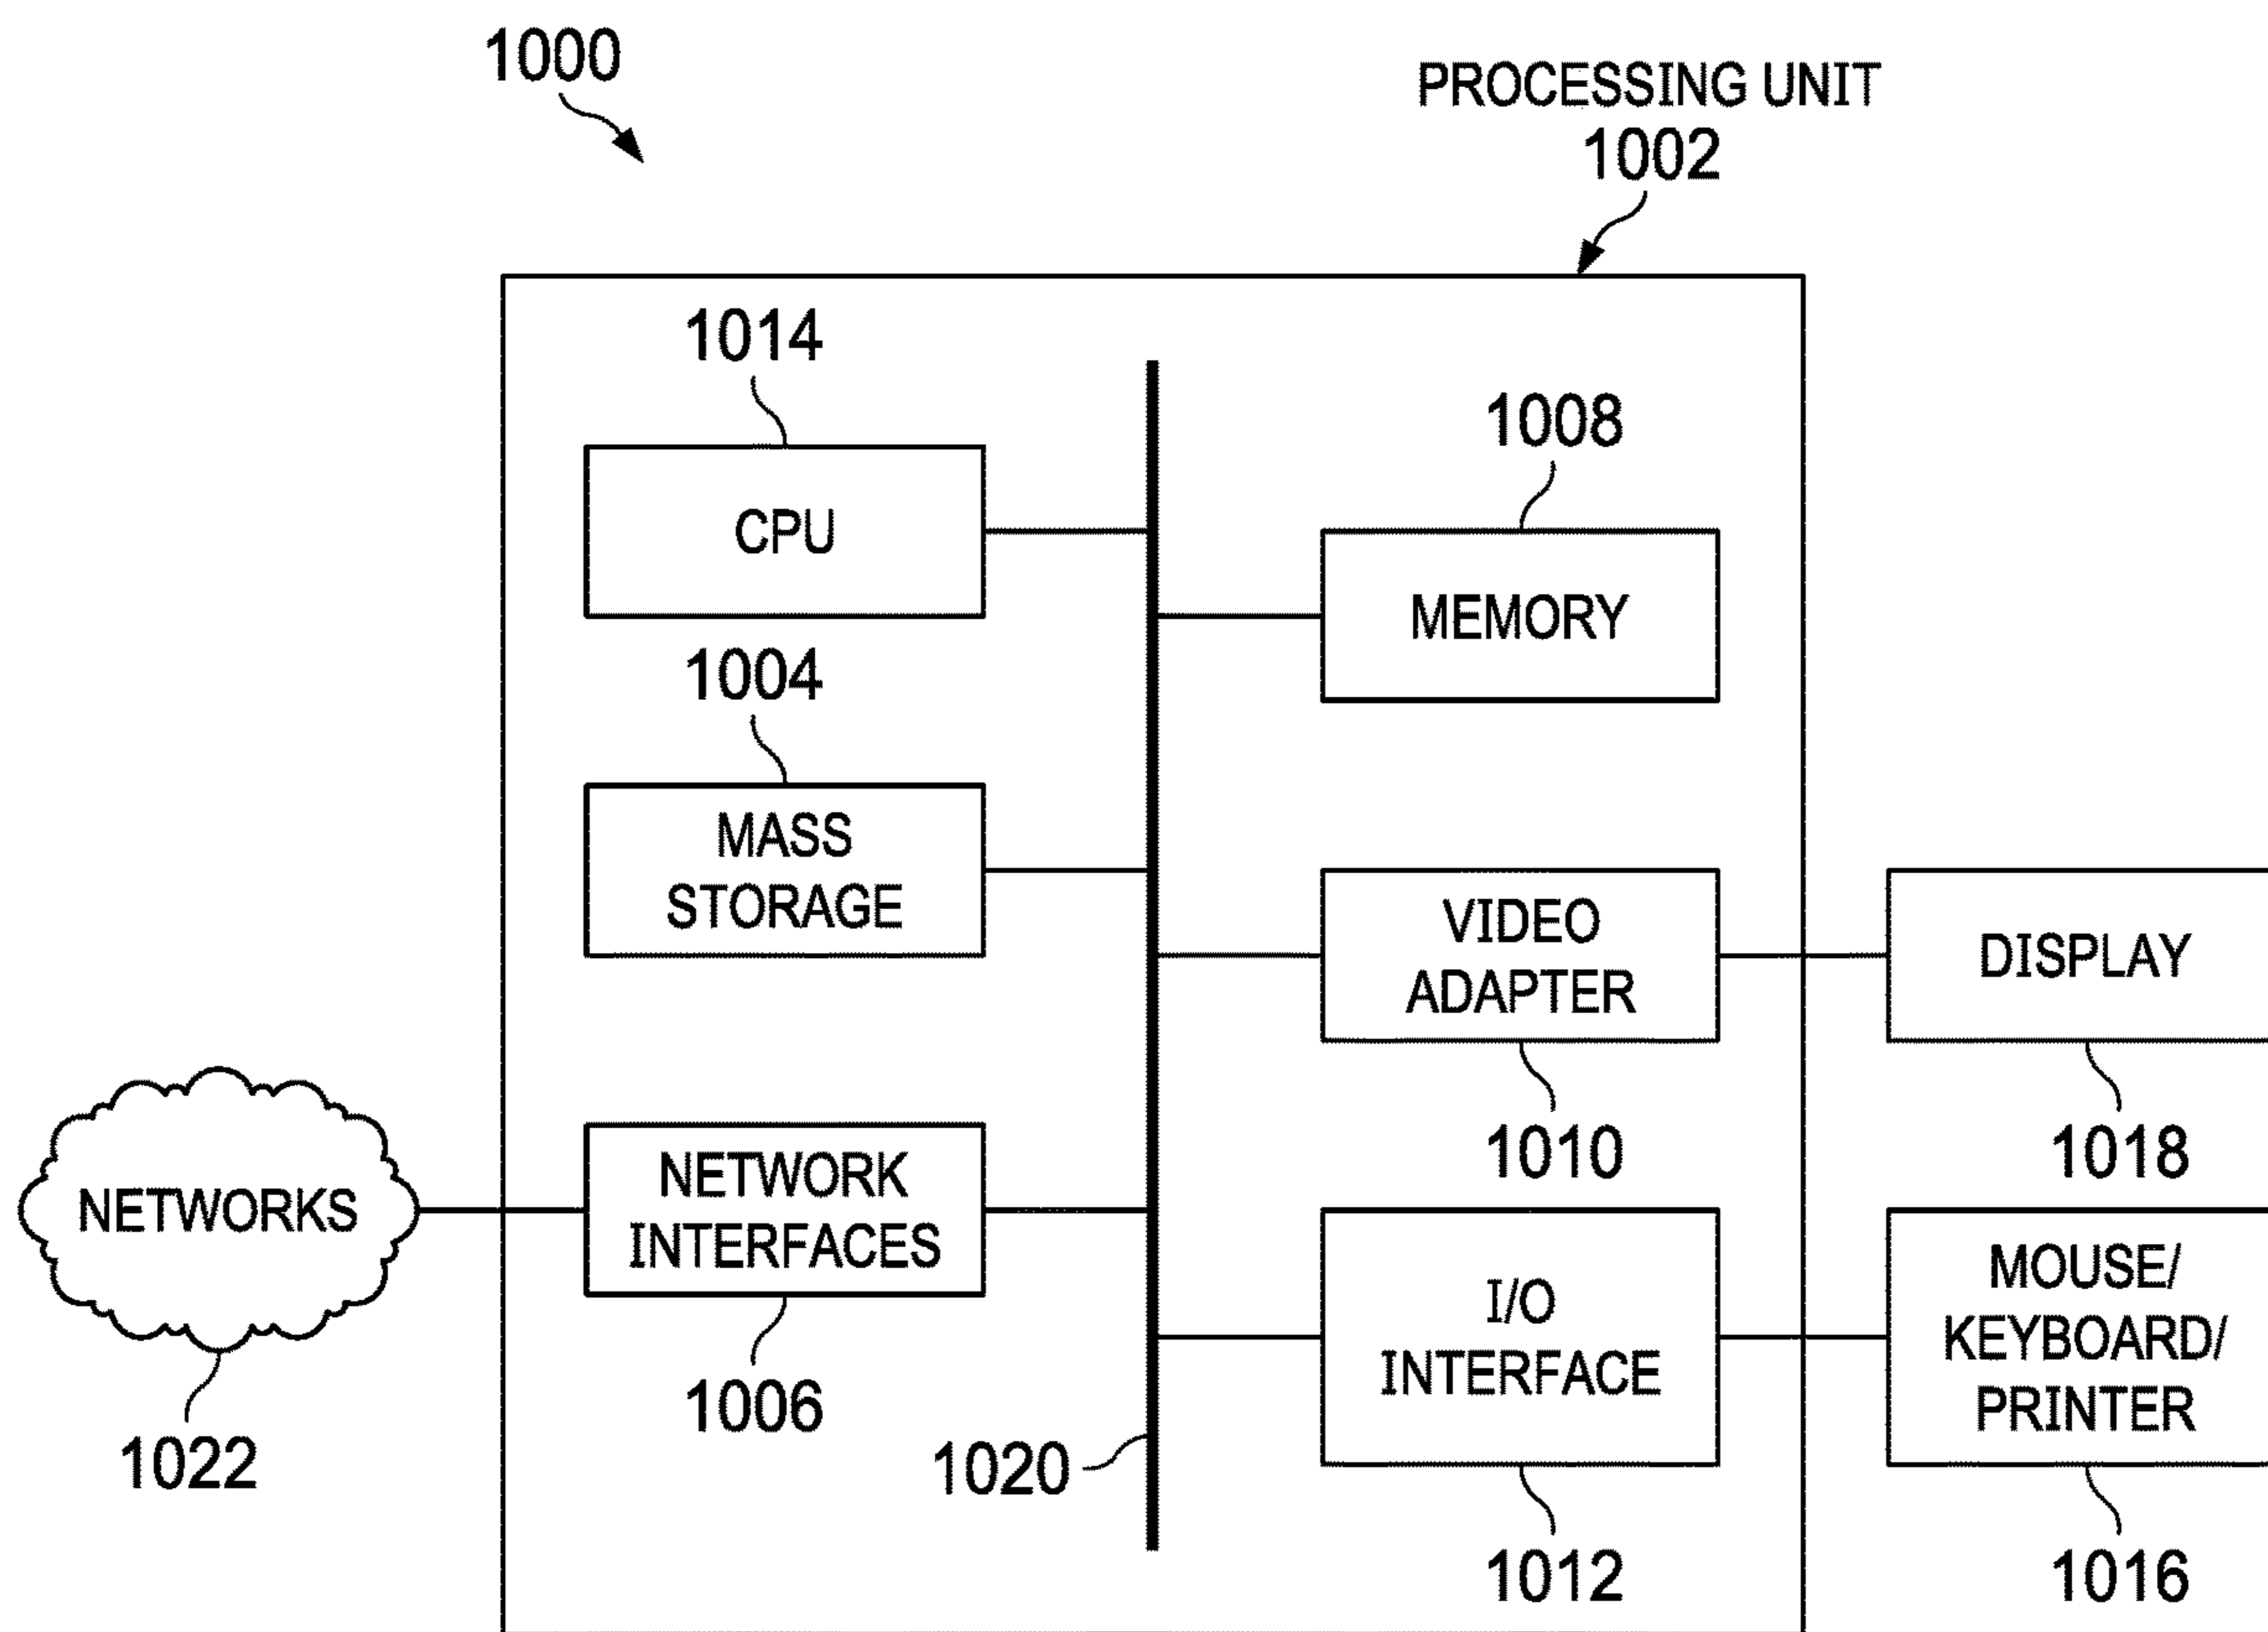 1000
PROCESSING UNIT
1002
1014
CPU
1008
MEMORY
1004
MASS
STORAGE
VIDEO
ADAPTER
1010
DISPLAY
1018
NETWORKS
1022
NETWORK
INTERFACES
1006
1020
I/O
INTERFACE
1012
MOUSE/
KEYBOARD/
PRINTER
1016